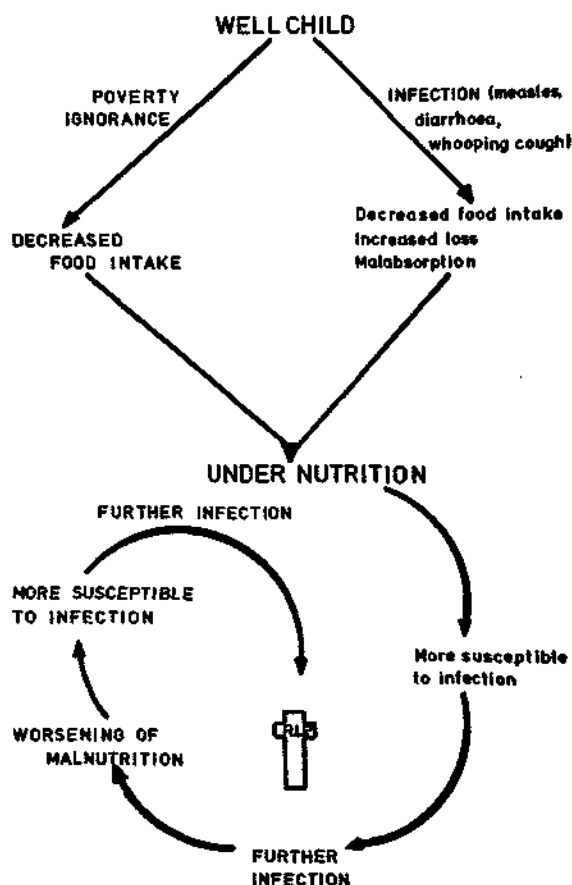 WELL CHILD
POVERTY
IGNORANCE
INFECTION (measles,
diarrhoea,
whooping cough)
DECREASED
FOOD INTAKE
Decreased food intake
Increased loss
Malabsorption
UNDER NUTRITION
FURTHER INFECTION
MORE SUSCEPTIBLE
TO INFECTION
More susceptible
to infection
WORSENING OF
MALNUTRITION
FURTHER
INFECTION